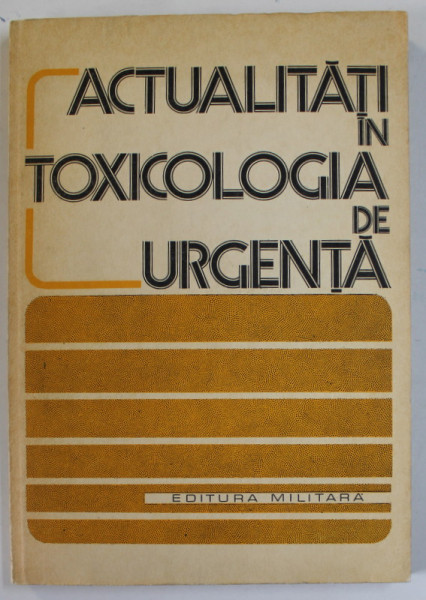 ACTUALITĂȚI
ÎN
TOXICOLOGIA
DE
URGENȚĂ
EDITURA MILITARĂ